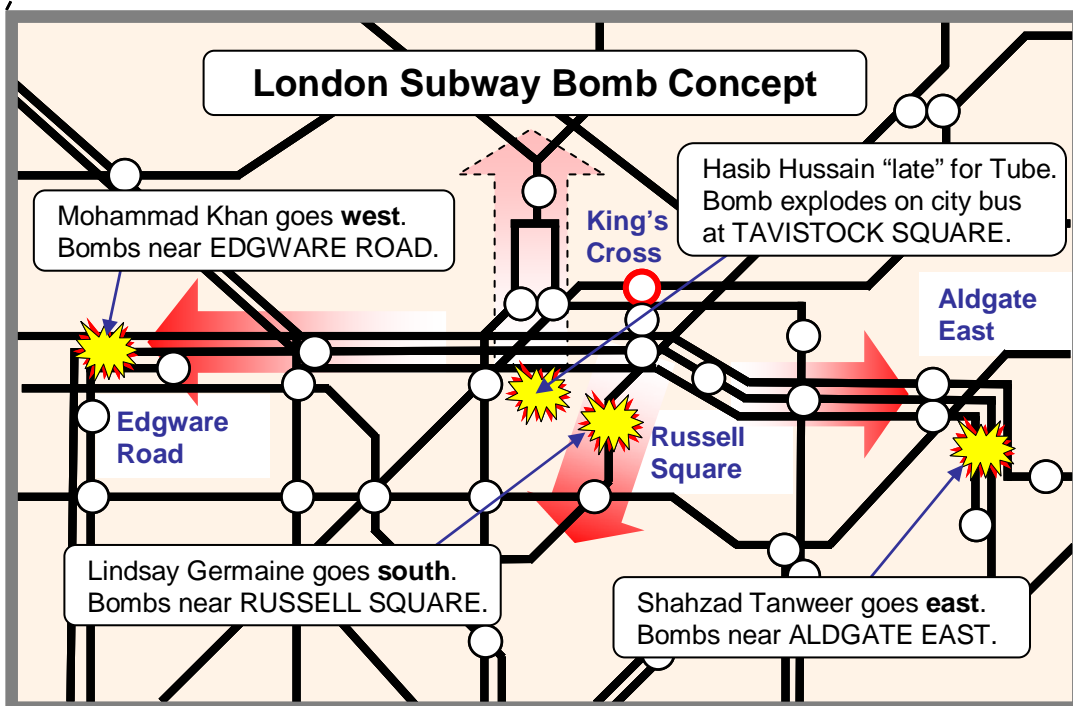 London Subway Bomb Concept
Hasib Hussain “late” for Tube.
Bomb explodes on city bus
at TAVISTOCK SQUARE.
Mohammad Khan goes west.
Bombs near EDGWARE ROAD.
King’s
Cross
Aldgate
East
Edgware
Road
Russell
Square
Lindsay Germaine goes south.
Bombs near RUSSELL SQUARE.
Shahzad Tanweer goes east.
Bombs near ALDGATE EAST.